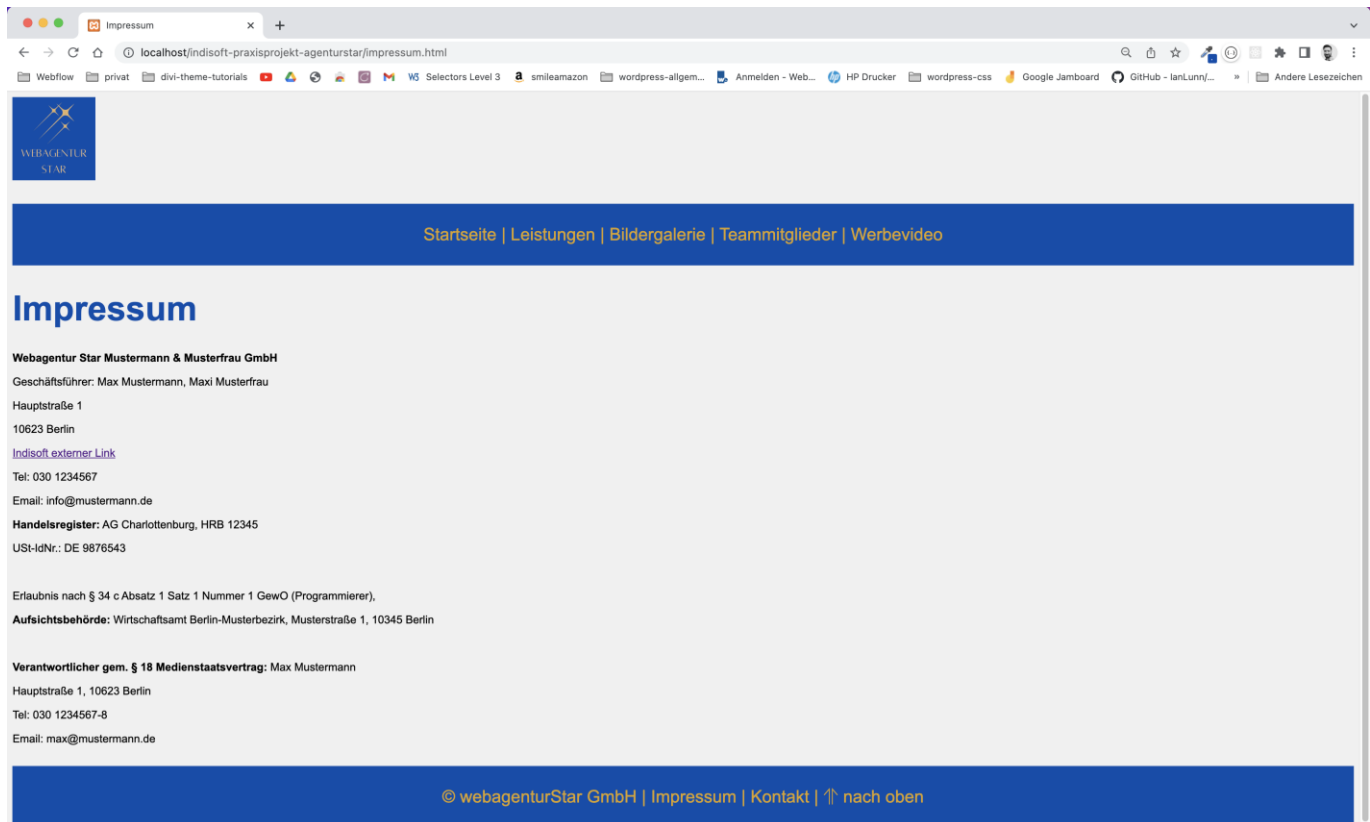 Impressum
localhost/indisoft-praxisprojekt-agenturstar/impressum.html
Webflow privat divi-theme-tutorials W5 Selectors Level 3 a smileamazon wordpress-allgem... Anmelden - Web... HP Drucker wordpress-css Google Jamboard GitHub - IanLunn/... » Andere Lesezeichen
WEBAGENTUR
STAR
Startseite | Leistungen | Bildergalerie | Teammitglieder | Werbevideo
Impressum
Webagentur Star Mustermann & Musterfrau GmbH
Geschäftsführer: Max Mustermann, Maxi Musterfrau
Hauptstraße 1
10623 Berlin
Indisoft externer Link
Tel: 030 1234567
Email: info@mustermann.de
Handelsregister: AG Charlottenburg, HRB 12345
USt-IdNr.: DE 9876543
Erlaubnis nach § 34 c Absatz 1 Satz 1 Nummer 1 GewO (Programmierer),
Aufsichtsbehörde: Wirtschaftsamt Berlin-Musterbezirk, Musterstraße 1, 10345 Berlin
Verantwortlicher gem. § 18 Medienstaatsvertrag: Max Mustermann
Hauptstraße 1, 10623 Berlin
Tel: 030 1234567-8
Email: max@mustermann.de
© webagenturStar GmbH | Impressum | Kontakt | ⥣ nach oben